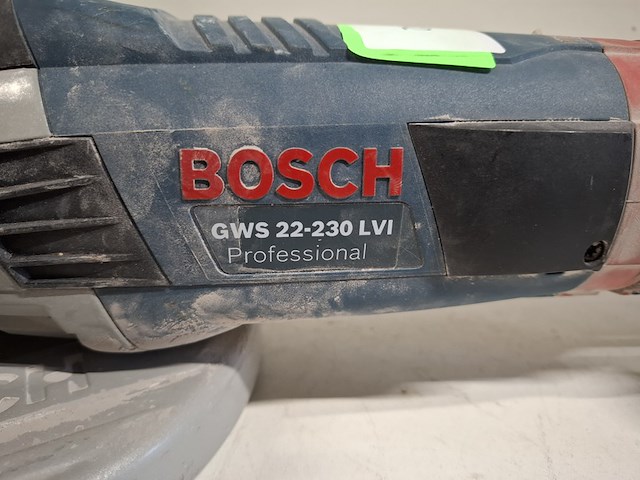 BOSCH
GWS 22-230 LVI
Professional